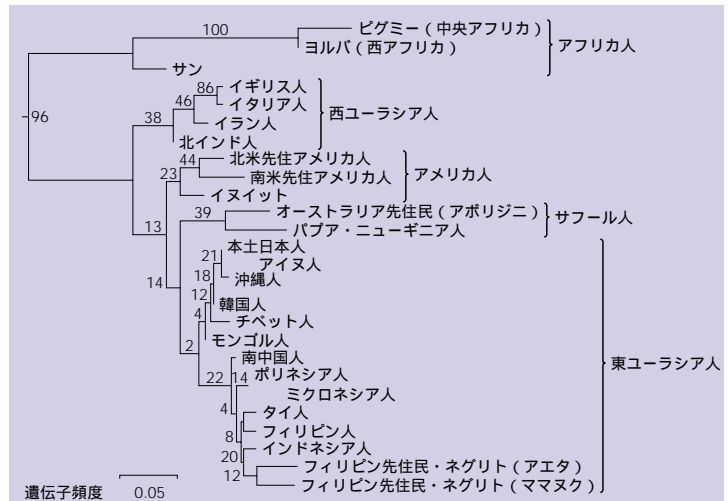 100
ピグミー（中央アフリカ）
ヨルバ（西アフリカ）
アフリカ人
サン
96
86
イギリス人
46
イタリア人
38
イラン人
西ユーラシア人
北インド人
44
北米先住アメリカ人
23
南米先住アメリカ人
アメリカ人
イヌイット
13
39
オーストラリア先住民（アボリジニ）
サフール人
パプア・ニューギニア人
14
本土日本人
21
アイヌ人
18
沖縄人
12
韓国人
4
チベット人
モンゴル人
2
南中国人
22
14
ポリネシア人
東ユーラシア人
ミクロネシア人
4
タイ人
8
フィリピン人
20
インドネシア人
12
フィリピン先住民・ネグリト（アエタ）
フィリピン先住民・ネグリト（ママヌク）
遺伝子頻度
0.05